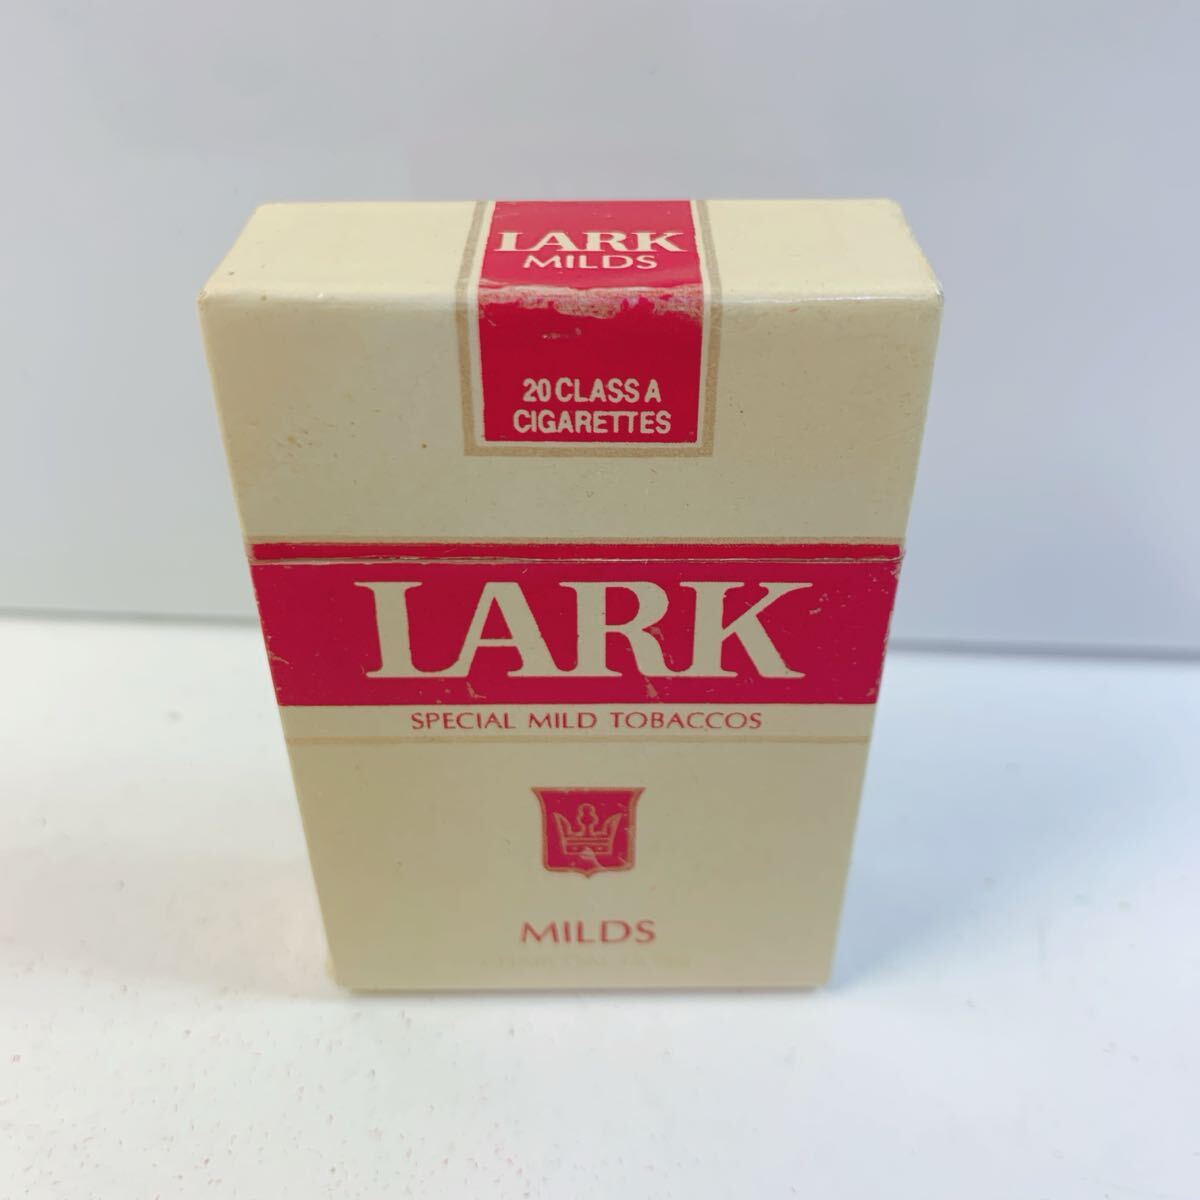 LARK
MILDS
20 CLASS A
CIGARETTES
LARK
SPECIAL MILD TOBACCOS
MILDS